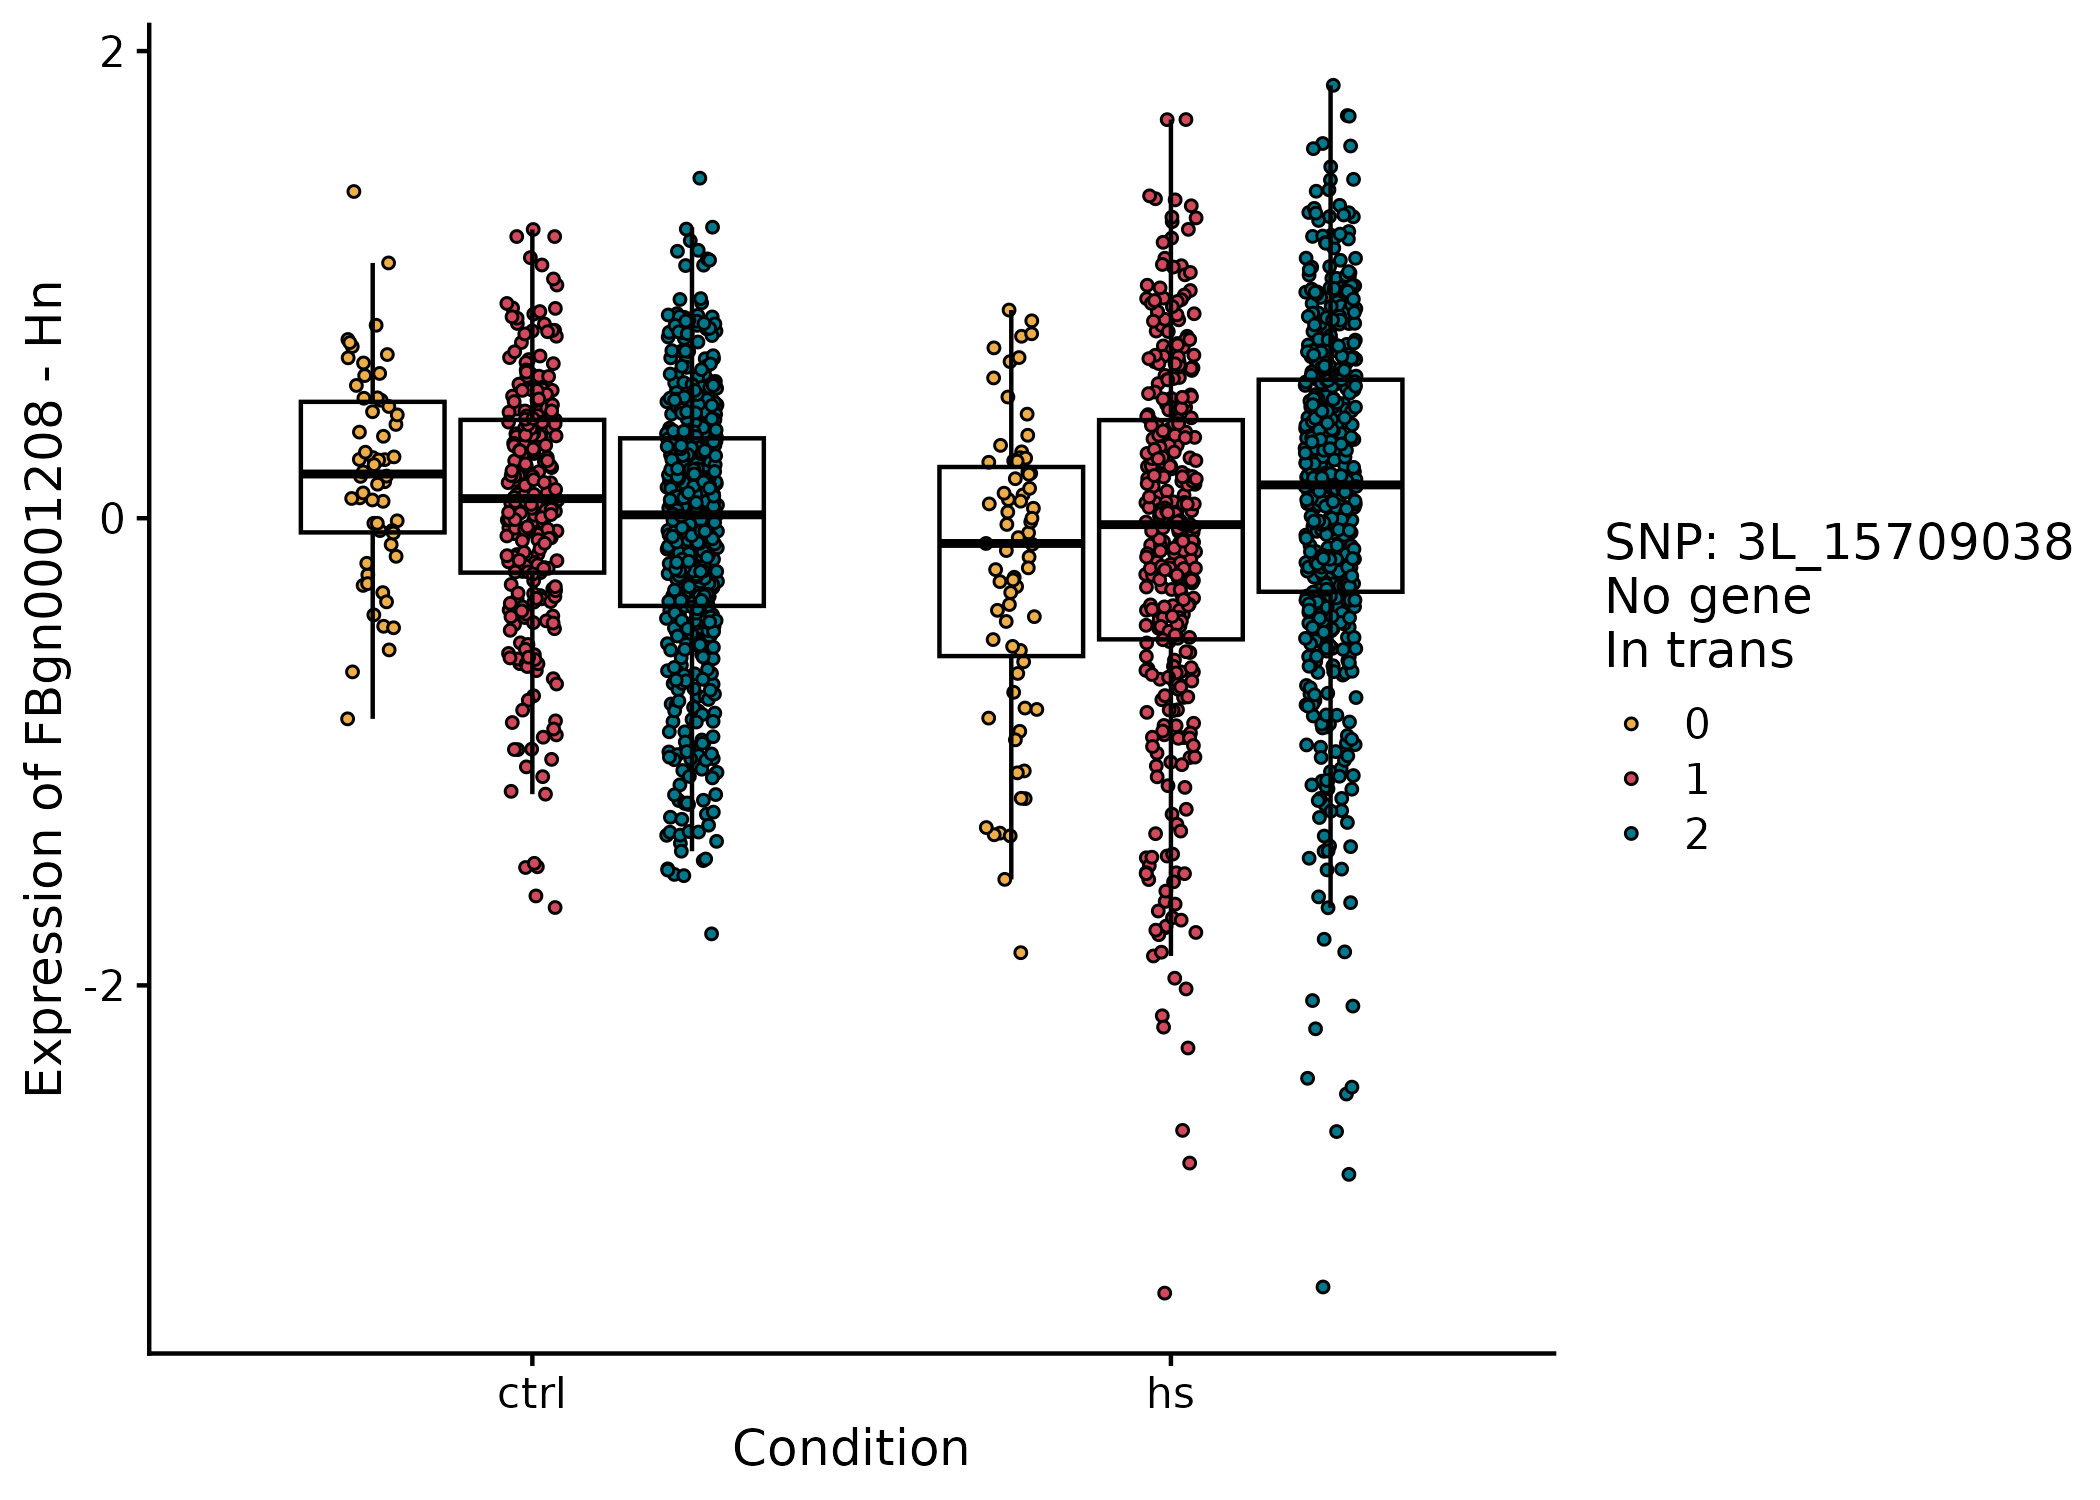 Expression of FBgn0001208 - Hn
2
0
-2
ctrl
hs
Condition
SNP: 3L_15709038
No gene
In trans
0
1
2